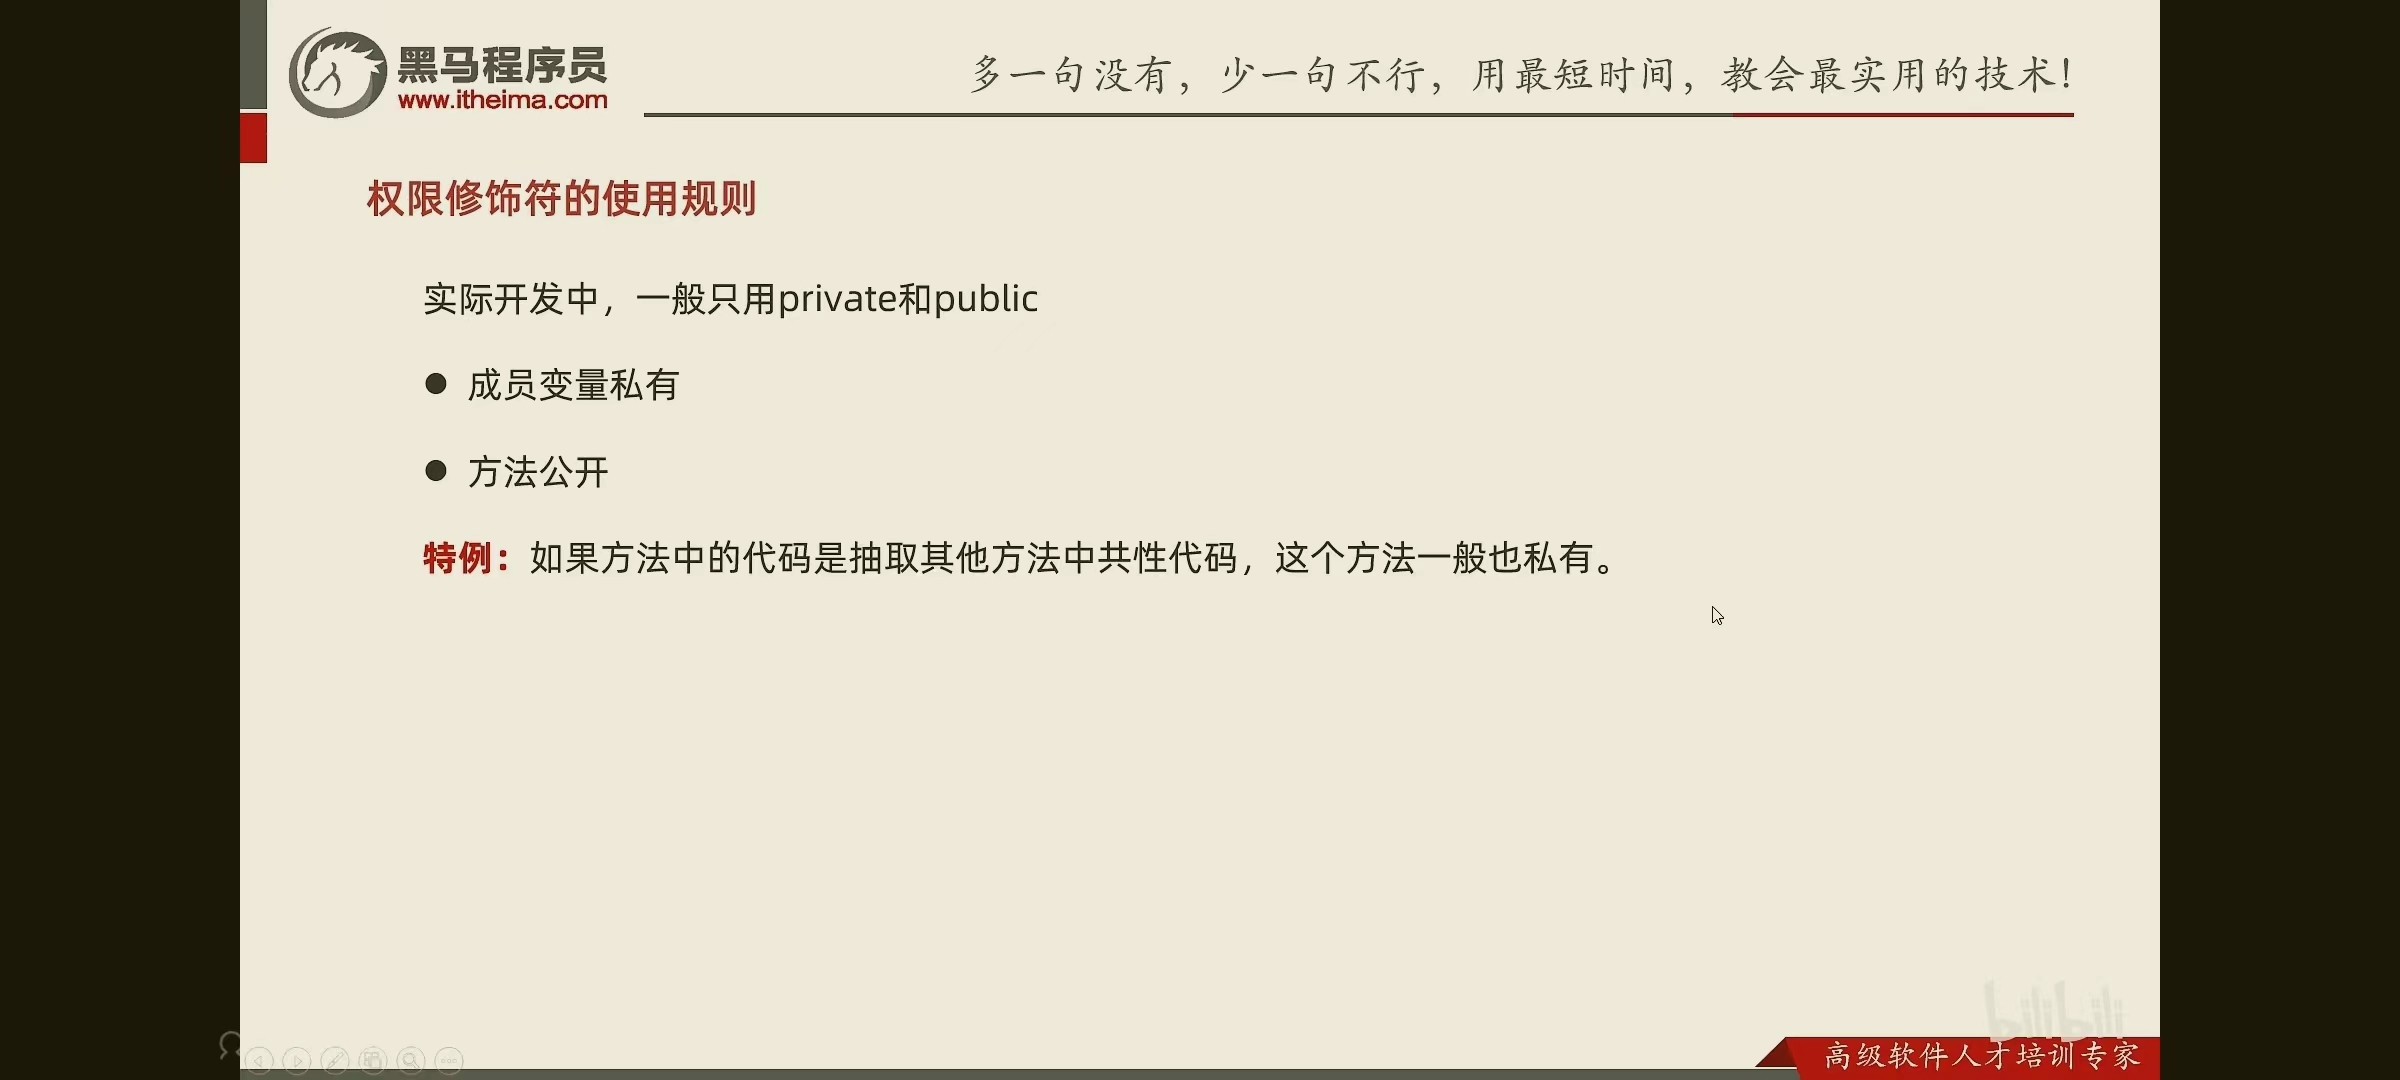 黑马程序员
www.itheima.com
多一句没有，少一句不行，用最短时间，教会最实用的技术！
权限修饰符的使用规则
实际开发中，一般只用private和public
● 成员变量私有
● 方法公开
特例：如果方法中的代码是抽取其他方法中共性代码，这个方法一般也私有。
bilibili
高级软件人才培训专家